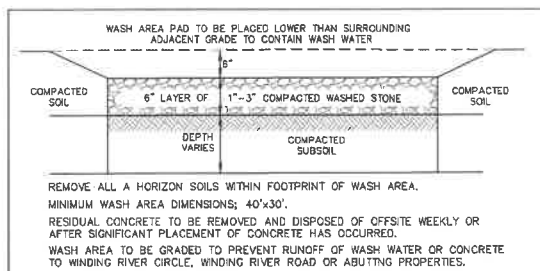 WASH AREA PAD TO BE PLACED LOWER THAN SURROUNDING
ADJACENT GRADE TO CONTAIN WASH WATER
6"
COMPACTED
SOIL
6" LAYER OF 1"-3" COMPACTED WASHED STONE
COMPACTED
SOIL
DEPTH
VARIES
COMPACTED
SUBSOIL
REMOVE ALL A HORIZON SOILS WITHIN FOOTPRINT OF WASH AREA.
MINIMUM WASH AREA DIMENSIONS; 40'x30'.
RESIDUAL CONCRETE TO BE REMOVED AND DISPOSED OF OFFSITE WEEKLY OR
AFTER SIGNIFICANT PLACEMENT OF CONCRETE HAS OCCURRED.
WASH AREA TO BE GRADED TO PREVENT RUNOFF OF WASH WATER OR CONCRETE
TO WINDING RIVER CIRCLE, WINDING RIVER ROAD OR ABUTTING PROPERTIES.